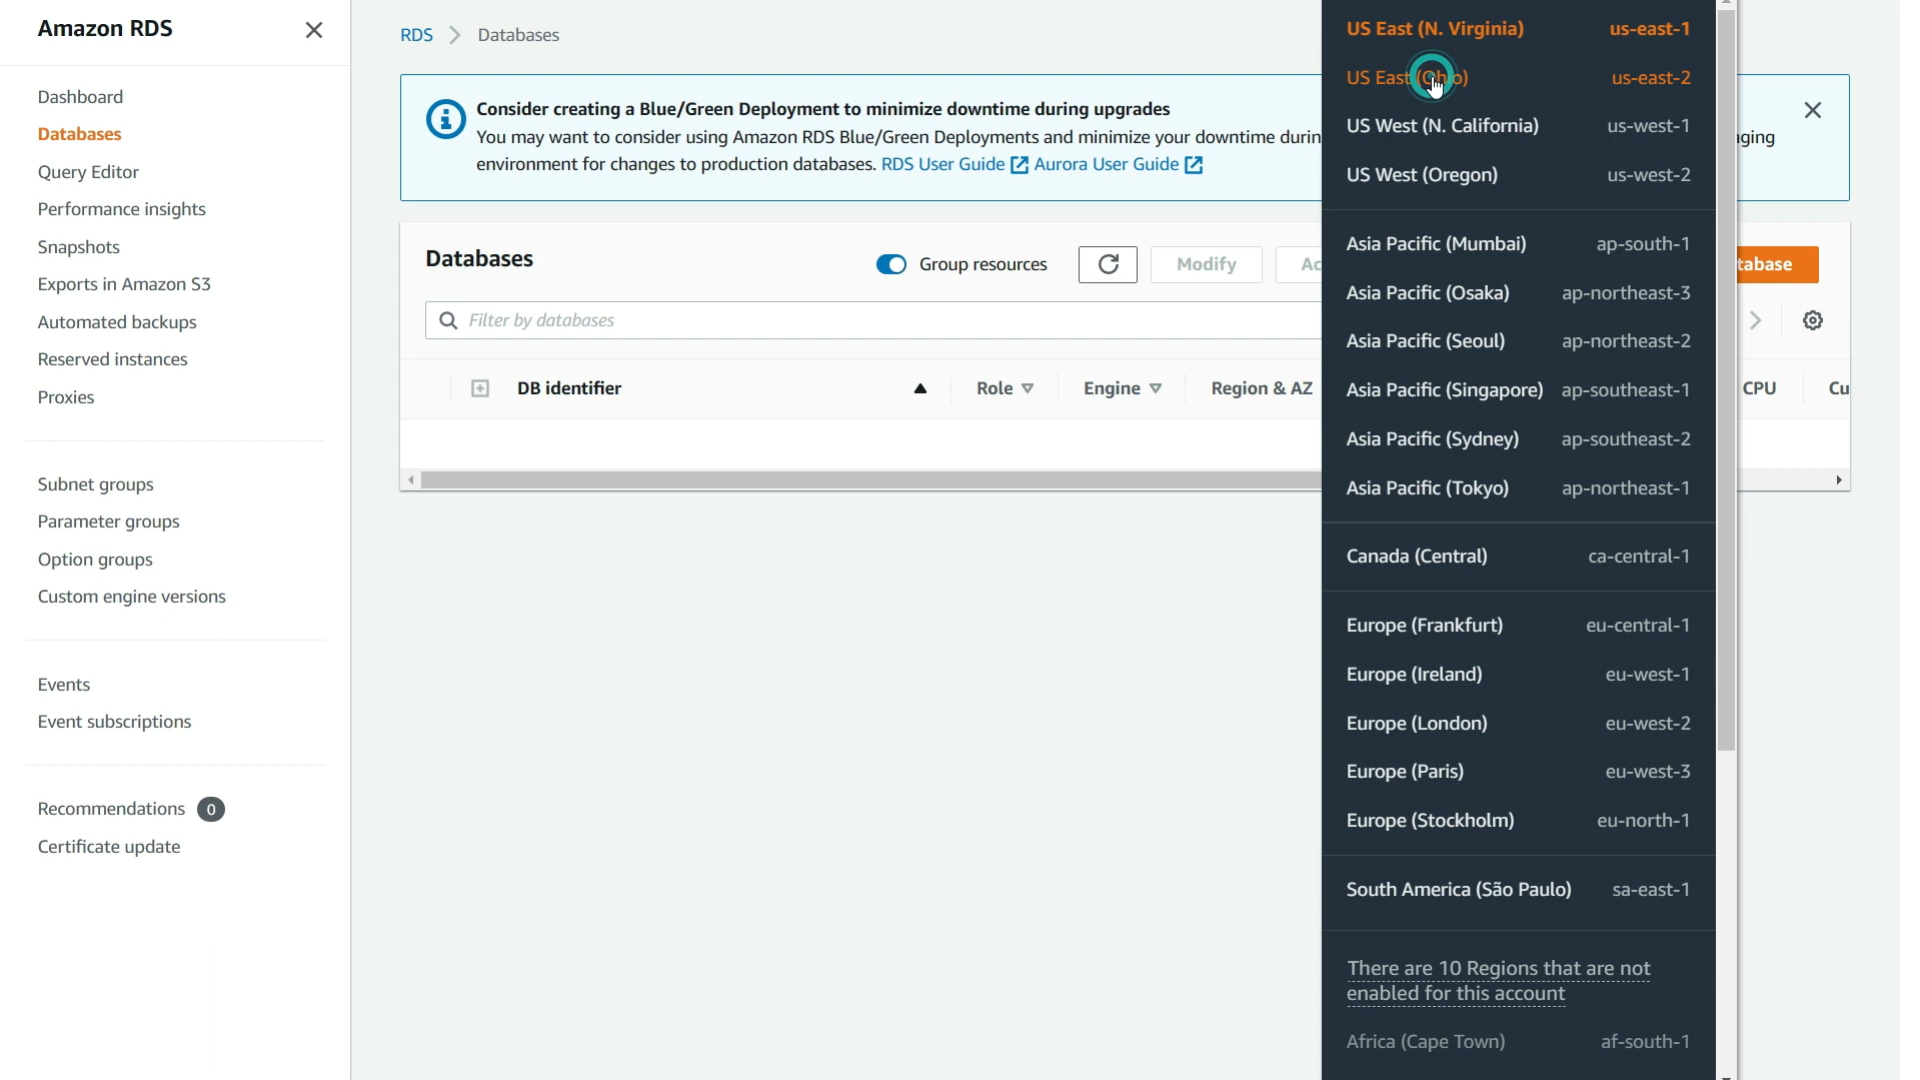 Amazon RDS
Dashboard
Databases
Query Editor
Performance insights
Snapshots
Exports in Amazon S3
Automated backups
Reserved instances
Proxies
Subnet groups
Parameter groups
Option groups
Custom engine versions
Events
Event subscriptions
Recommendations 0
Certificate update
RDS > Databases
Consider creating a Blue/Green Deployment to minimize downtime during upgrades
You may want to consider using Amazon RDS Blue/Green Deployments and minimize your downtime durin
environment for changes to production databases. RDS User Guide Aurora User Guide
aging
Databases
Group resources
Modify
Ac
tabase
Filter by databases
DB identifier
Role
Engine
Region & AZ
CPU
Cu
US East (N. Virginia) us-east-1
US East (Ohio) us-east-2
US West (N. California) us-west-1
US West (Oregon) us-west-2
Asia Pacific (Mumbai) ap-south-1
Asia Pacific (Osaka) ap-northeast-3
Asia Pacific (Seoul) ap-northeast-2
Asia Pacific (Singapore) ap-southeast-1
Asia Pacific (Sydney) ap-southeast-2
Asia Pacific (Tokyo) ap-northeast-1
Canada (Central) ca-central-1
Europe (Frankfurt) eu-central-1
Europe (Ireland) eu-west-1
Europe (London) eu-west-2
Europe (Paris) eu-west-3
Europe (Stockholm) eu-north-1
South America (São Paulo) sa-east-1
There are 10 Regions that are not
enabled for this account
Africa (Cape Town) af-south-1